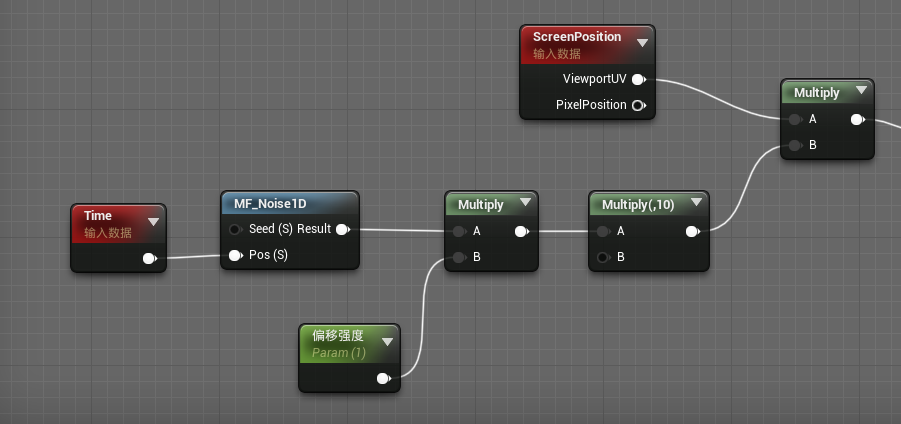 ScreenPosition
输入数据
ViewportUV
PixelPosition
Multiply
A
B
Time
输入数据
MF_Noise1D
Seed (S) Result
Pos (S)
Multiply
A
B
Multiply(,10)
A
B
偏移强度
Param (1)